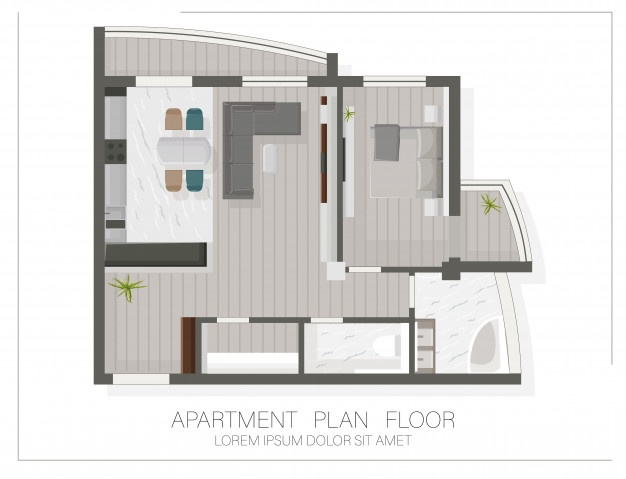 APARTMENT PLAN FLOOR
LOREM IPSUM DOLOR SIT AMET